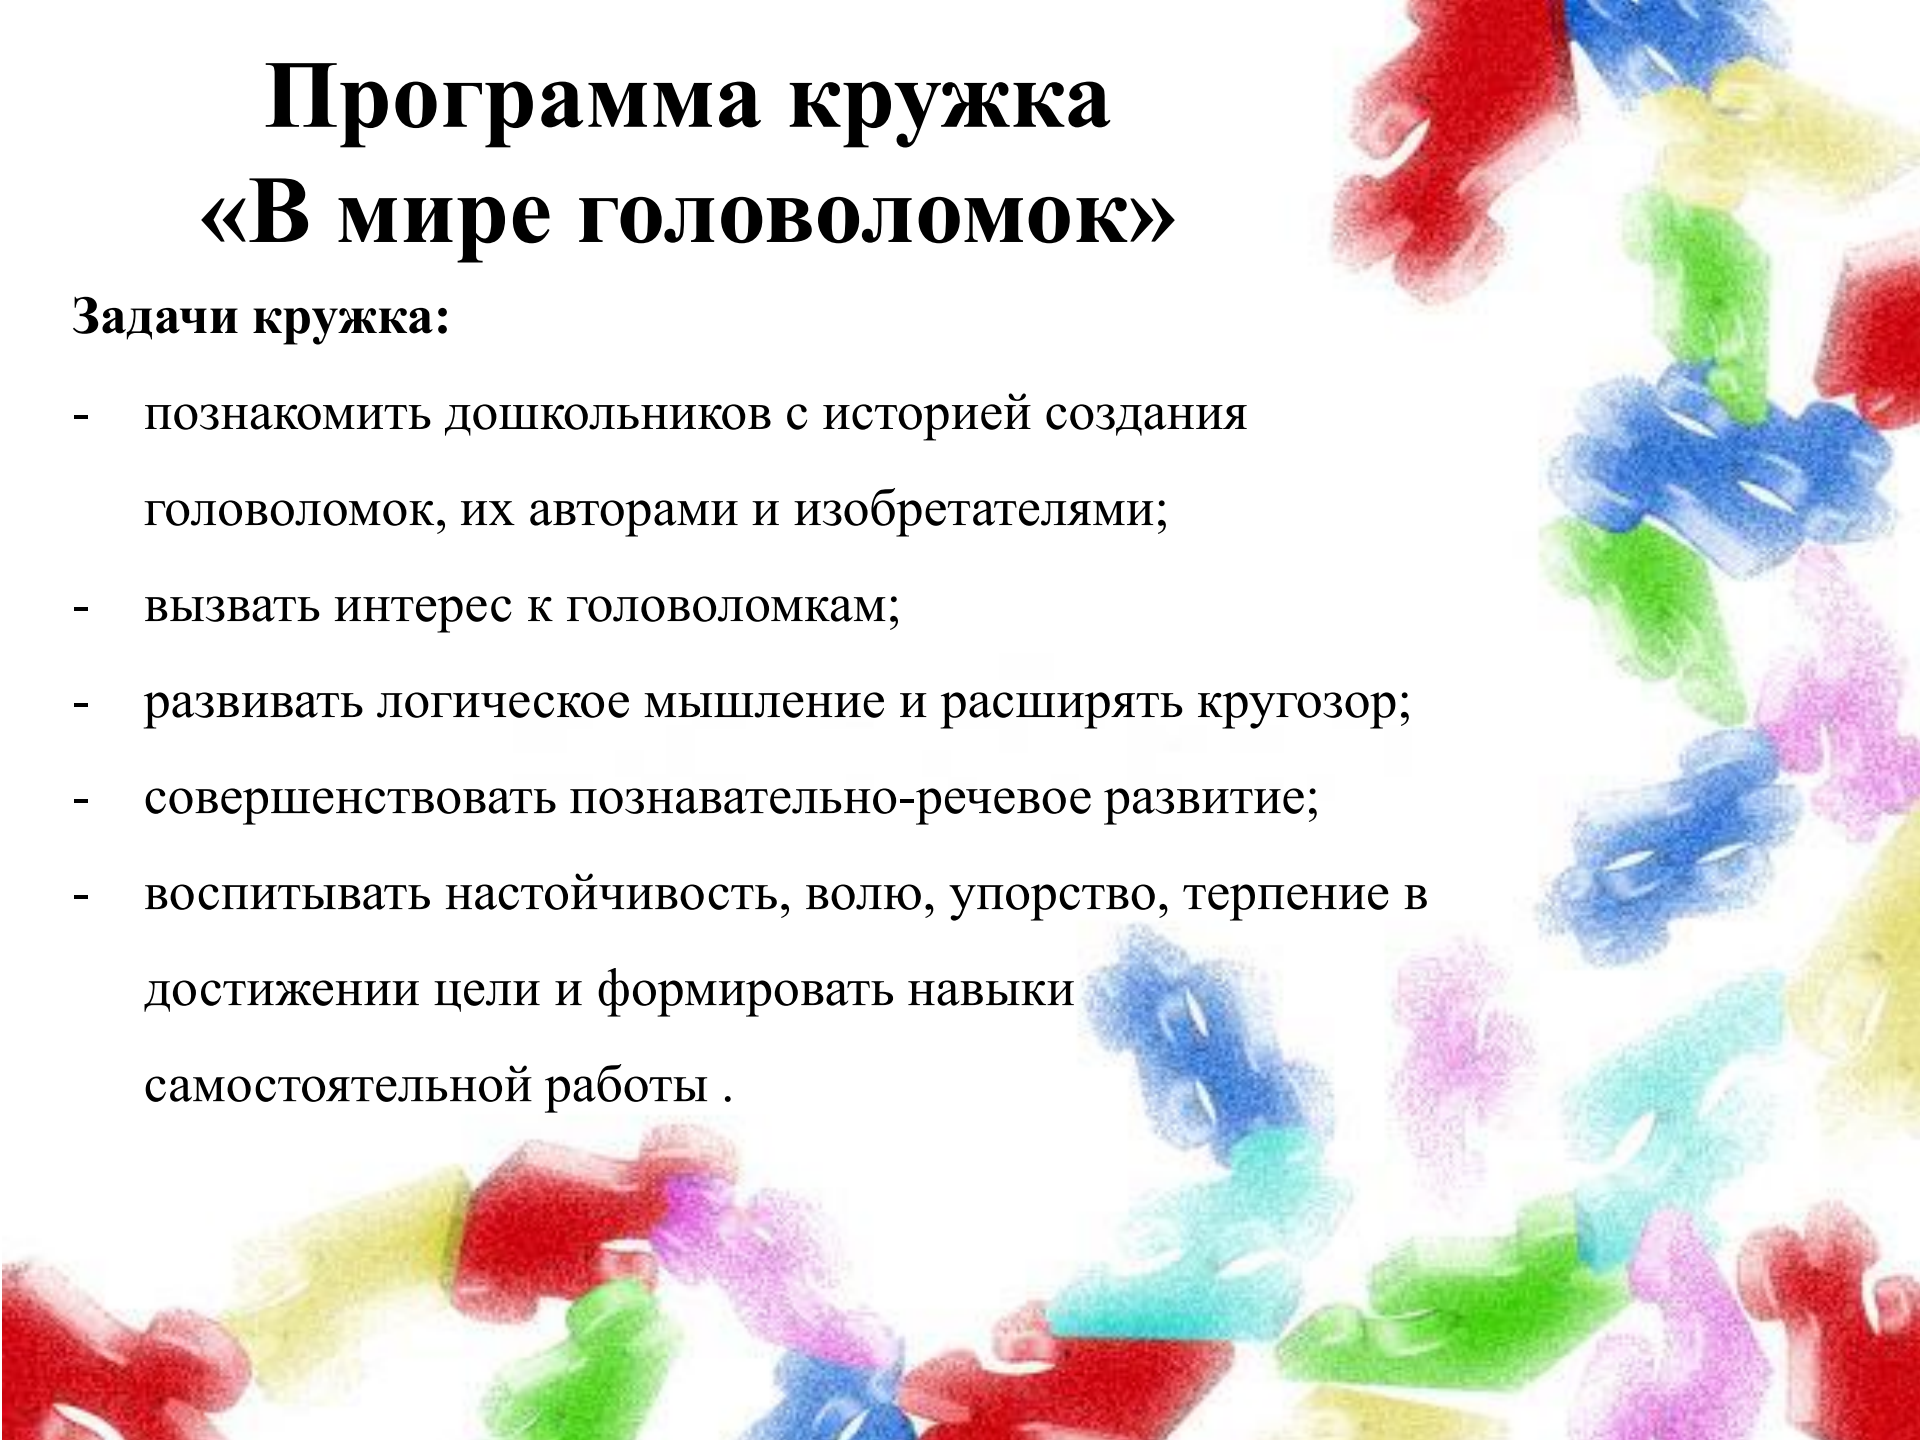 Программа кружка
«В мире головоломок»
Задачи кружка:
- познакомить дошкольников с историей создания
головоломок, их авторами и изобретателями;
- вызвать интерес к головоломкам;
- развивать логическое мышление и расширять кругозор;
- совершенствовать познавательно-речевое развитие;
- воспитывать настойчивость, волю, упорство, терпение в
достижении цели и формировать навыки
самостоятельной работы .